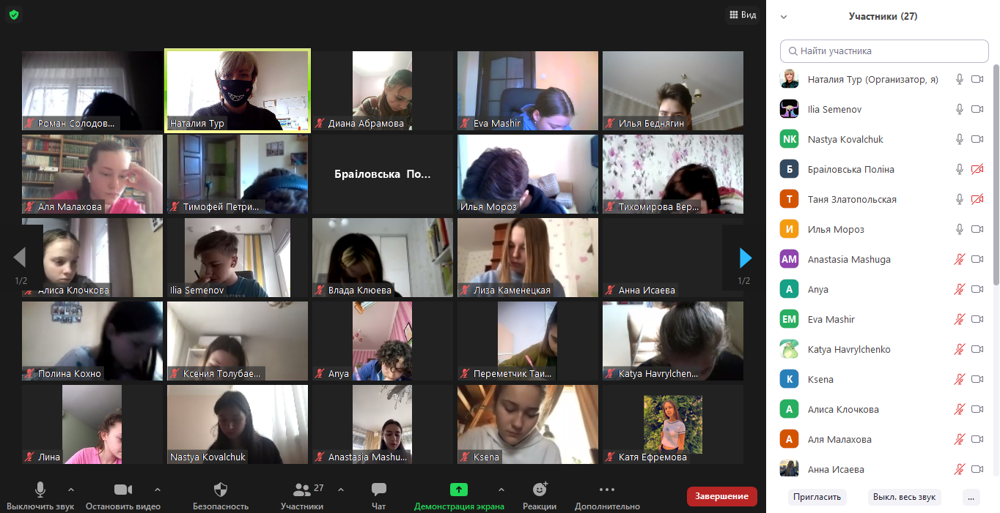 Вид
Роман Солодов...
Наталия Тур
Диана Абрамова
Eva Mashir
Илья Беднягин
Аля Малахова
Тимофей Петри...
Браіловська По...
Илья Мороз
Тихомирова Вер...
Алиса Клочкова
Ilia Semenov
Влада Клюева
Лиза Каменецкая
Анна Исаева
1/2
1/2
Полина Кохно
Ксения Толубае...
Anya
Переметчик Таи...
Katya Havrylchen...
Лина
Nastya Kovalchuk
Anastasia Mashu...
Ksena
Катя Ефремова
Выключить звук
Остановить видео
Безопасность
27
Участники
Чат
Демонстрация экрана
Реакции
Дополнительно
Завершение
Участники (27)
Найти участника
Наталия Тур (Организатор, я)
Ilia Semenov
NK Nastya Kovalchuk
Б Браіловська Поліна
Т Таня Златопольская
И Илья Мороз
AM Anastasia Mashuga
A Anya
EM Eva Mashir
Katya Havrylchenko
K Ksena
А Алиса Клочкова
А Аля Малахова
Анна Исаева
Пригласить
Выкл. весь звук
...